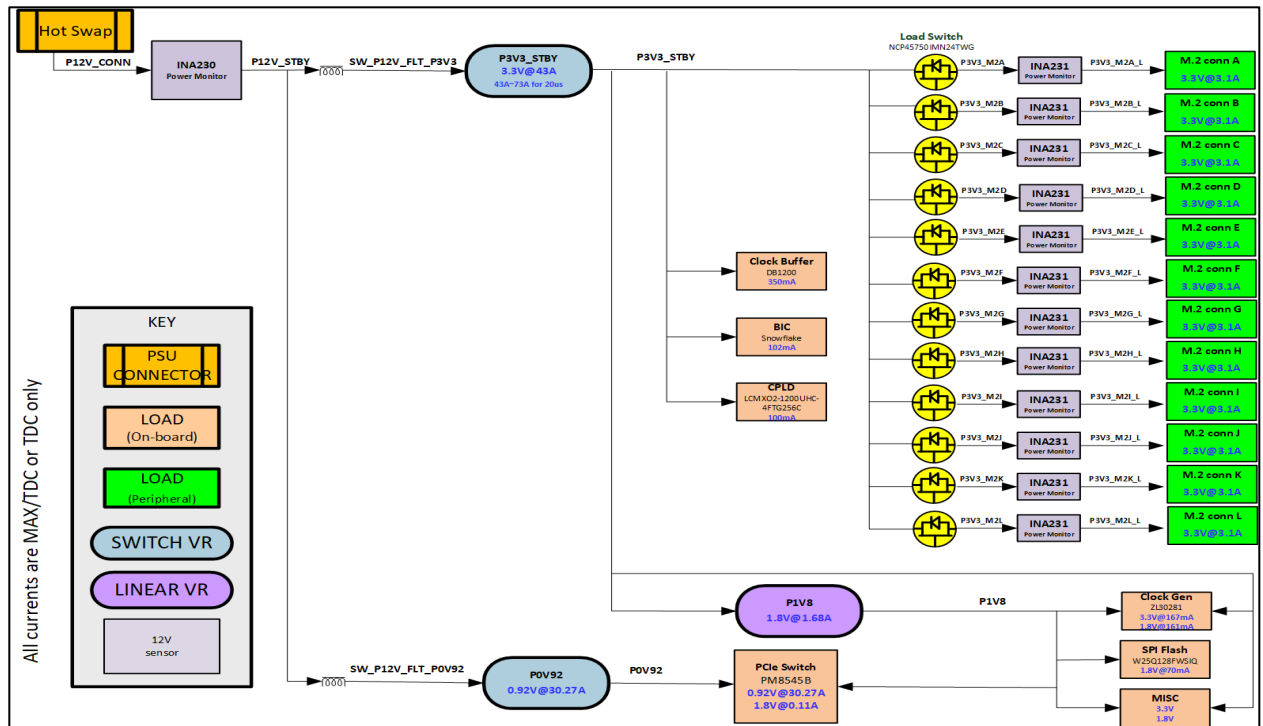 Hot Swap
P12V_CONN
INA230
Power Monitor
P12V_STBY
SW_P12V_FLT_P3V3
P3V3_STBY
3.3V@43A
43A~73A for 20us
P3V3_STBY
Load Switch
NCP45750IMN24TWG
P3V3_M2A
INA231
Power Monitor
P3V3_M2A_L
M.2 conn A
3.3V@3.1A
P3V3_M2B
INA231
Power Monitor
P3V3_M2B_L
M.2 conn B
3.3V@3.1A
P3V3_M2C
INA231
Power Monitor
P3V3_M2C_L
M.2 conn C
3.3V@3.1A
P3V3_M2D
INA231
Power Monitor
P3V3_M2D_L
M.2 conn D
3.3V@3.1A
P3V3_M2E
INA231
Power Monitor
P3V3_M2E_L
M.2 conn E
3.3V@3.1A
P3V3_M2F
INA231
Power Monitor
P3V3_M2F_L
M.2 conn F
3.3V@3.1A
P3V3_M2G
INA231
Power Monitor
P3V3_M2G_L
M.2 conn G
3.3V@3.1A
P3V3_M2H
INA231
Power Monitor
P3V3_M2H_L
M.2 conn H
3.3V@3.1A
P3V3_M2I
INA231
Power Monitor
P3V3_M2I_L
M.2 conn I
3.3V@3.1A
P3V3_M2J
INA231
Power Monitor
P3V3_M2J_L
M.2 conn J
3.3V@3.1A
P3V3_M2K
INA231
Power Monitor
P3V3_M2K_L
M.2 conn K
3.3V@3.1A
P3V3_M2L
INA231
Power Monitor
P3V3_M2L_L
M.2 conn L
3.3V@3.1A
Clock Buffer
DB1200
350mA
BIC
Snowflake
102mA
CPLD
LCMXO2-1200UHC-
4FTG256C
100mA
All currents are MAX/TDC or TDC only
KEY
PSU
CONNECTOR
LOAD
(On-board)
LOAD
(Peripheral)
SWITCH VR
LINEAR VR
12V
sensor
P1V8
1.8V@1.68A
P1V8
Clock Gen
ZL30281
3.3V@167mA
1.8V@161mA
SPI Flash
W25Q128FWSIQ
1.8V@70mA
MISC
3.3V
1.8V
SW_P12V_FLT_P0V92
P0V92
0.92V@30.27A
P0V92
PCIe Switch
PM8545B
0.92V@30.27A
1.8V@0.11A